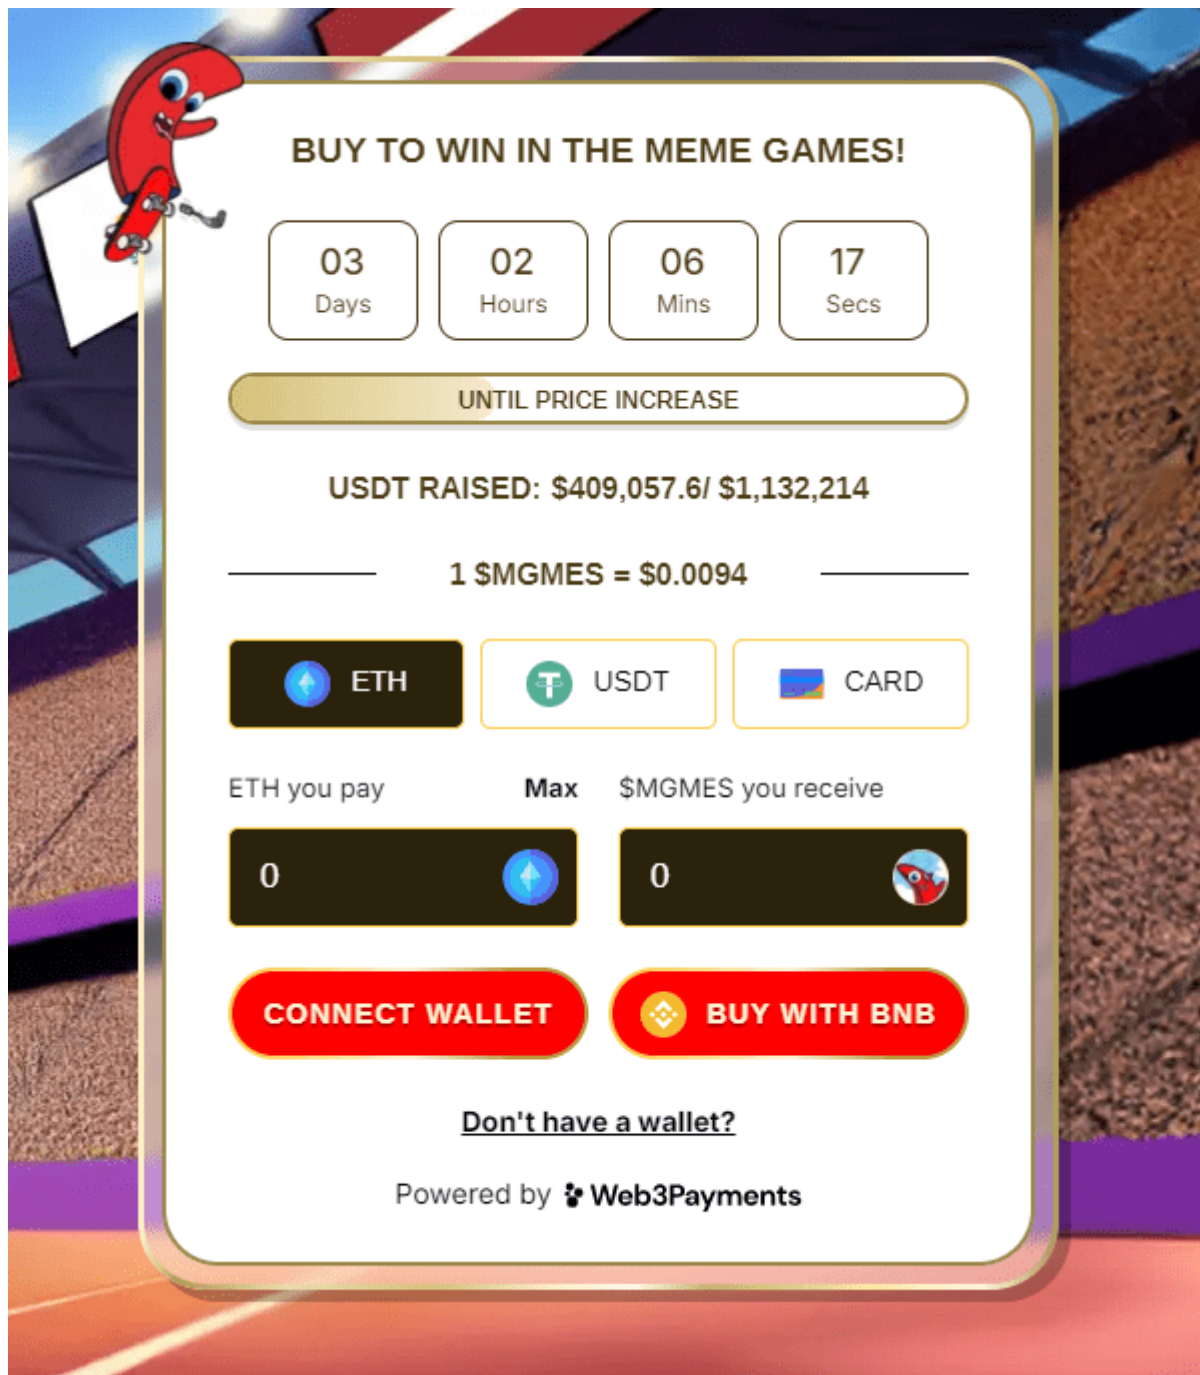 BUY TO WIN IN THE MEME GAMES!
03 02 06 17
Days Hours Mins Secs
UNTIL PRICE INCREASE
USDT RAISED: $409,057.6/ $1,132,214
1 $MGMES = $0.0094
ETH USDT CARD
ETH you pay Max $MGMES you receive
0 0
CONNECT WALLET BUY WITH BNB
Don't have a wallet?
Powered by Web3Payments